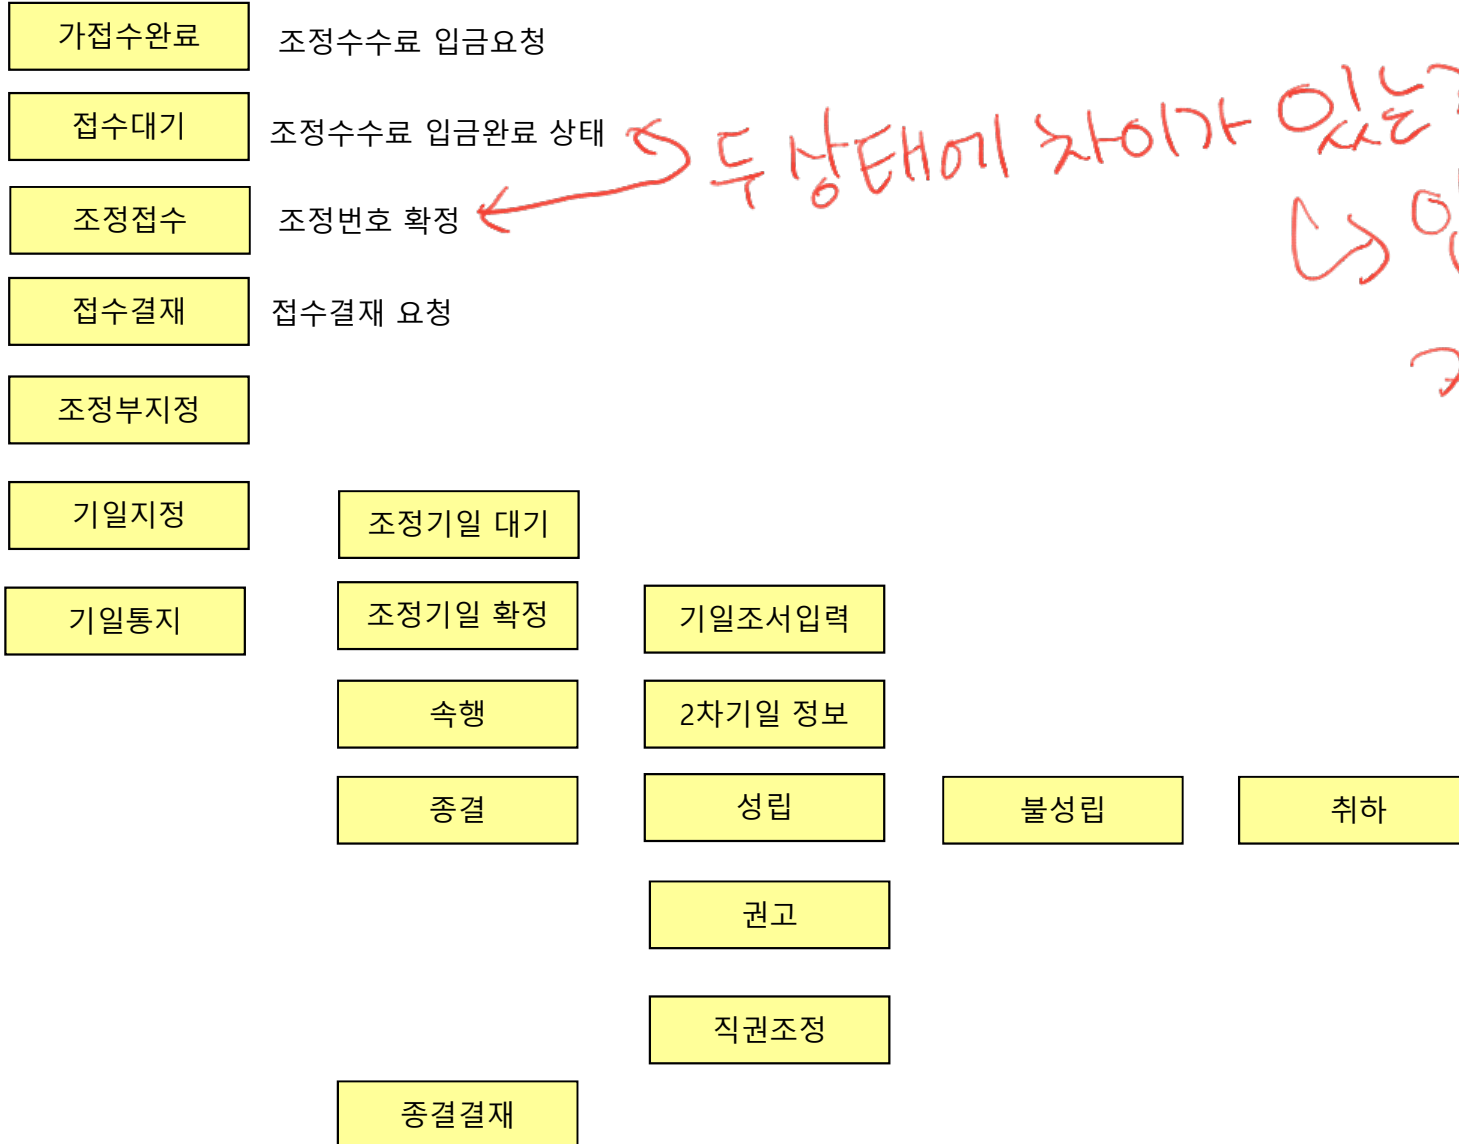 가접수완료 조정수수료 입금요청
접수대기 조정수수료 입금완료 상태
두 상태에 차이가 있는
조정접수 조정번호 확정
접수결재 접수결재 요청
조정부지정
기일지정 조정기일 대기
기일통지 조정기일 확정 기일조서입력
속행 2차기일 정보
종결 성립 불성립 취하
권고
직권조정
종결결재